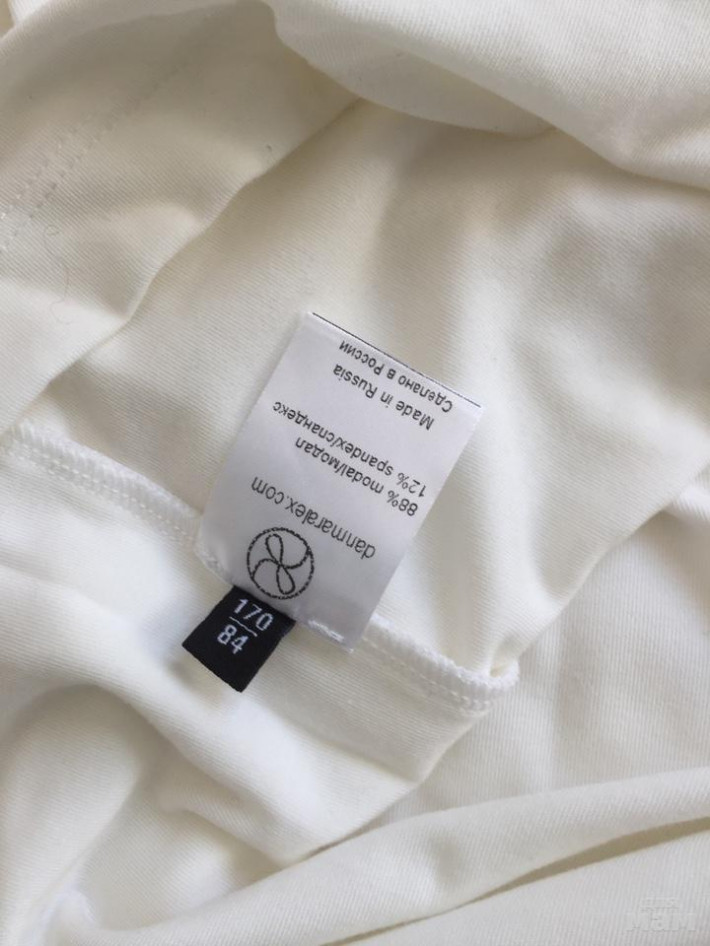 danmaralex.com
88% modal/модал
12% spandex/спандекс
Made in Russia
Сделано в России
170
84